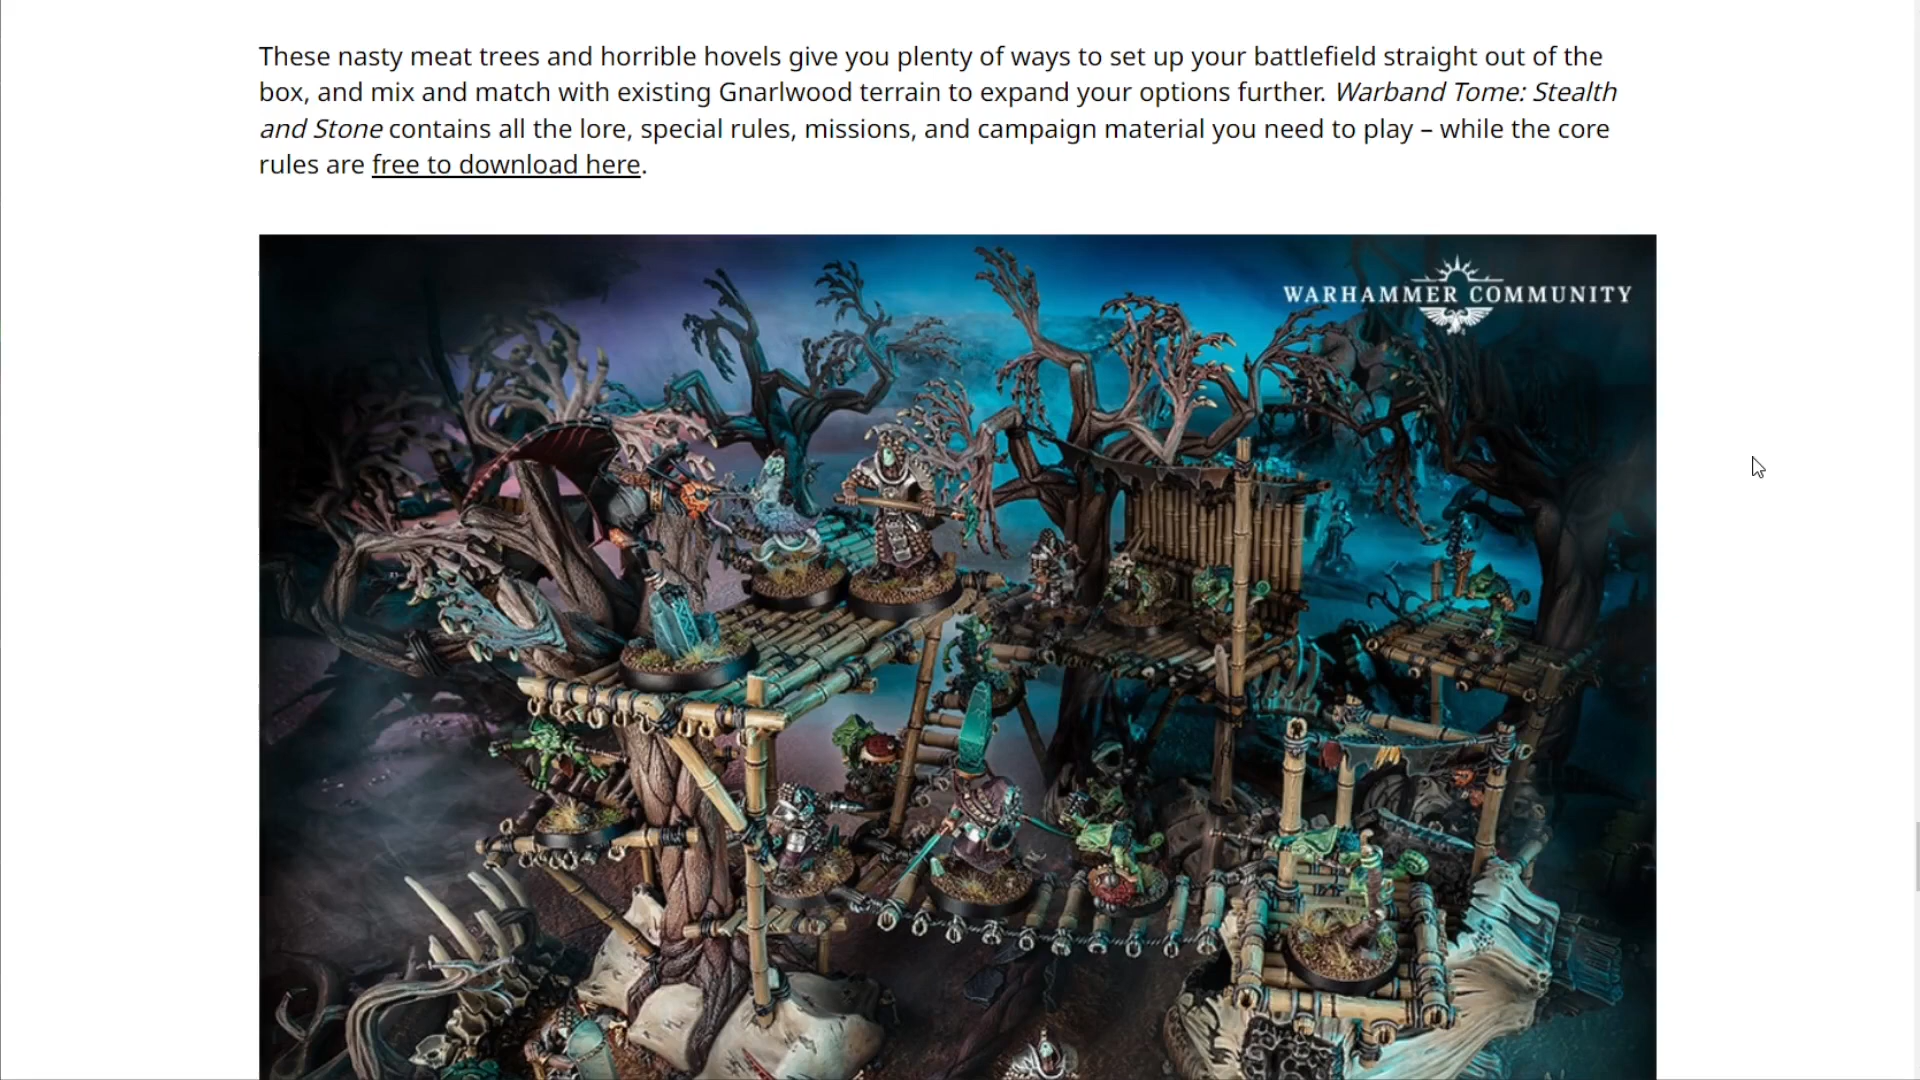 These nasty meat trees and horrible hovels give you plenty of ways to set up your battlefield straight out of the
box, and mix and match with existing Gnarlwood terrain to expand your options further. Warband Tome: Stealth
and Stone contains all the lore, special rules, missions, and campaign material you need to play – while the core
rules are free to download here.
WARHAMMER COMMUNITY